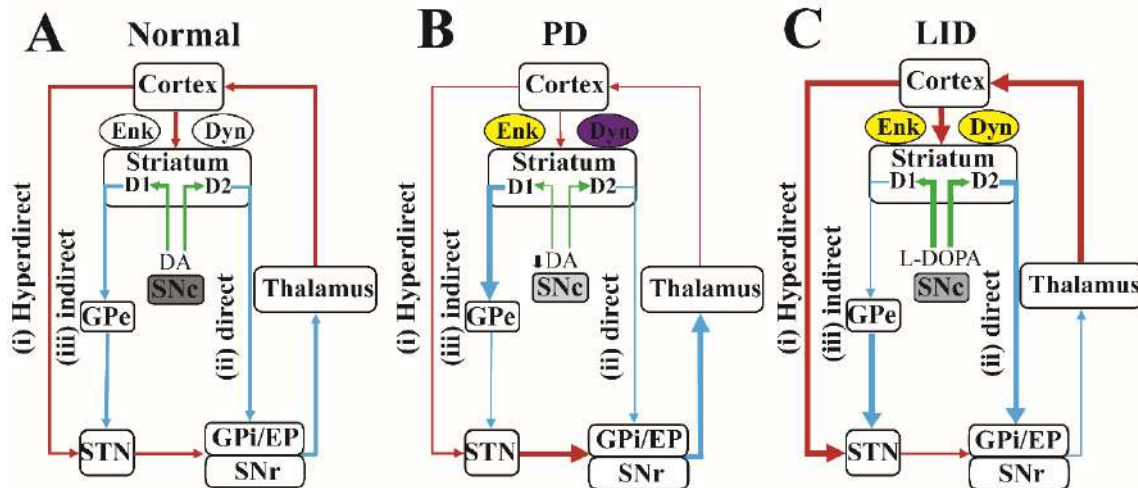 A
Normal
Cortex
Enk
Dyn
Striatum
D1
D2
DA
SNc
GPe
Thalamus
STN
GPi/EP
SNr
(i) Hyperdirect
(iii) indirect
(ii) direct
B
PD
Cortex
Enk
Dyn
Striatum
D1
D2
⬇DA
SNc
GPe
Thalamus
STN
GPi/EP
SNr
(i) Hyperdirect
(iii) indirect
(ii) direct
C
LID
Cortex
Enk
Dyn
Striatum
D1
D2
L-DOPA
SNc
GPe
Thalamus
STN
GPi/EP
SNr
(i) Hyperdirect
(iii) indirect
(ii) direct